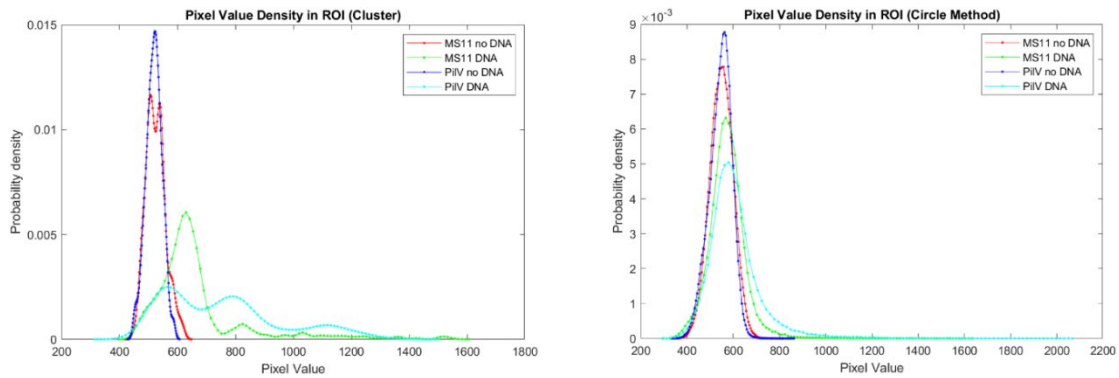 Pixel Value Density in ROI (Cluster)
0.015
0.01
0.005
0
Probability density
200 400 600 800 1000 1200 1400 1600 1800
Pixel Value
MS11 no DNA
MS11 DNA
PilV no DNA
PilV DNA
Pixel Value Density in ROI (Circle Method)
9 ×10⁻³
8
7
6
5
4
3
2
1
0
Probability density
200 400 600 800 1000 1200 1400 1600 1800 2000 2200
Pixel Value
MS11 no DNA
MS11 DNA
PilV no DNA
PilV DNA